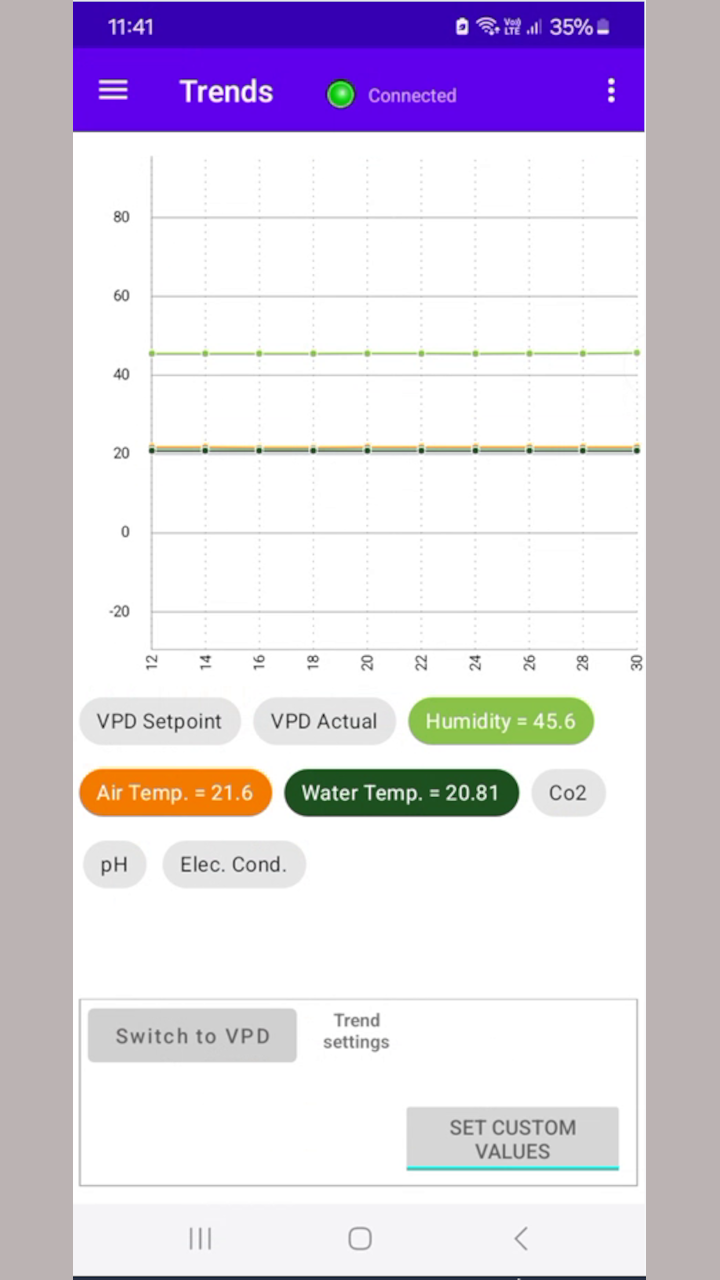 11:41
Vo)) LTE 35%
Trends Connected
80
60
40
20
0
-20
12 14 16 18 20 22 24 26 28 30
VPD Setpoint VPD Actual Humidity = 45.6
Air Temp. = 21.6 Water Temp. = 20.81 Co2
pH Elec. Cond.
Switch to VPD
Trend
settings
SET CUSTOM
VALUES